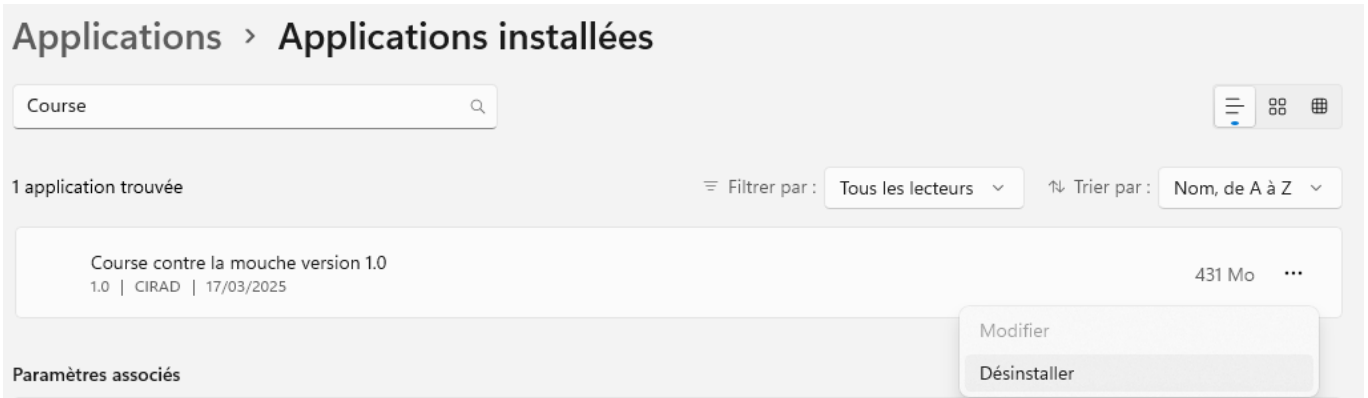 Applications > Applications installées
Course
1 application trouvée
Filtrer par : Tous les lecteurs Trier par : Nom, de A à Z
Course contre la mouche version 1.0
1.0 | CIRAD | 17/03/2025
431 Mo ...
Modifier
Désinstaller
Paramètres associés